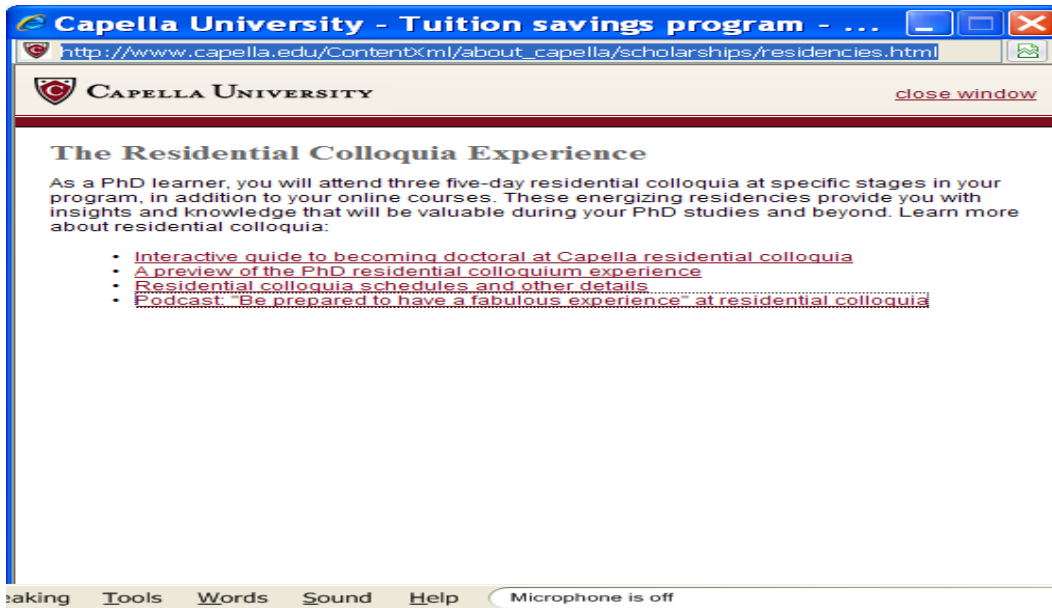 Capella University - Tuition savings program - ...
http://www.capella.edu/ContentXml/about_capella/scholarships/residencies.html
CAPELLA UNIVERSITY
close window
The Residential Colloquia Experience
As a PhD learner, you will attend three five-day residential colloquia at specific stages in your
program, in addition to your online courses. These energizing residencies provide you with
insights and knowledge that will be valuable during your PhD studies and beyond. Learn more
about residential colloquia:
• Interactive guide to becoming doctoral at Capella residential colloquia
• A preview of the PhD residential colloquium experience
• Residential colloquia schedules and other details
• Podcast: "Be prepared to have a fabulous experience" at residential colloquia
eaking Tools Words Sound Help Microphone is off